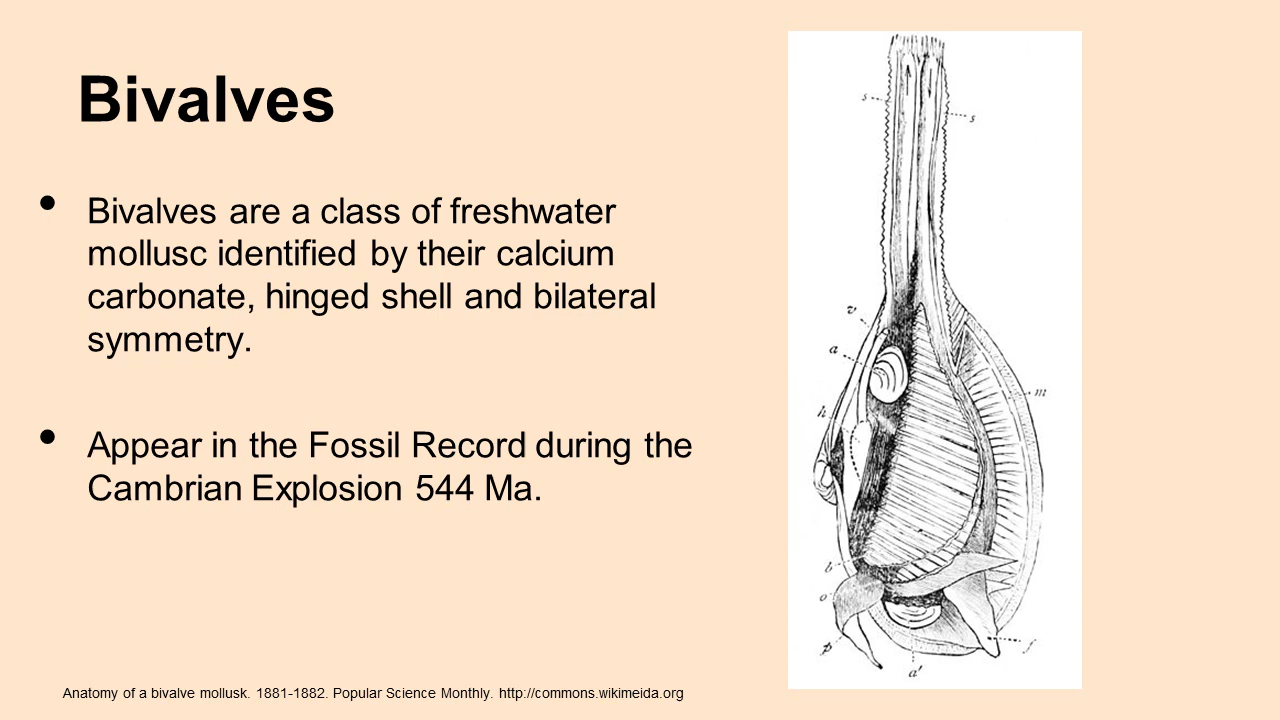 Bivalves
• Bivalves are a class of freshwater
mollusc identified by their calcium
carbonate, hinged shell and bilateral
symmetry.
• Appear in the Fossil Record during the
Cambrian Explosion 544 Ma.
s
s
v
a
m
h
b
o
p
f
a'
Anatomy of a bivalve mollusk. 1881-1882. Popular Science Monthly. http://commons.wikimeida.org